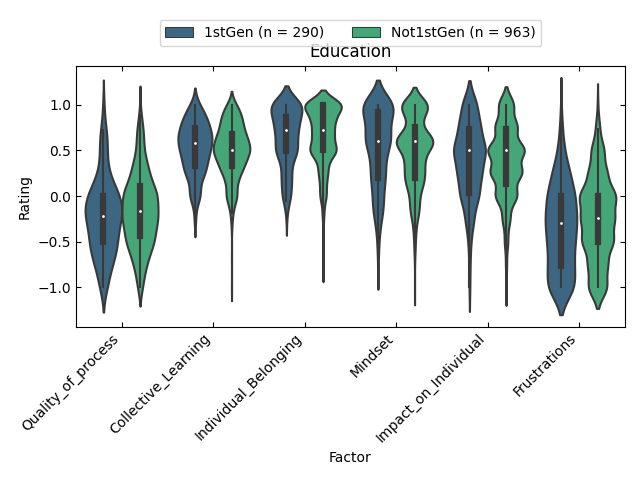 1stGen (n = 290)
Not1stGen (n = 963)
Education
1.0
0.5
0.0
−0.5
−1.0
Rating
Quality_of_process
Collective_Learning
Individual_Belonging
Mindset
Impact_on_Individual
Frustrations
Factor